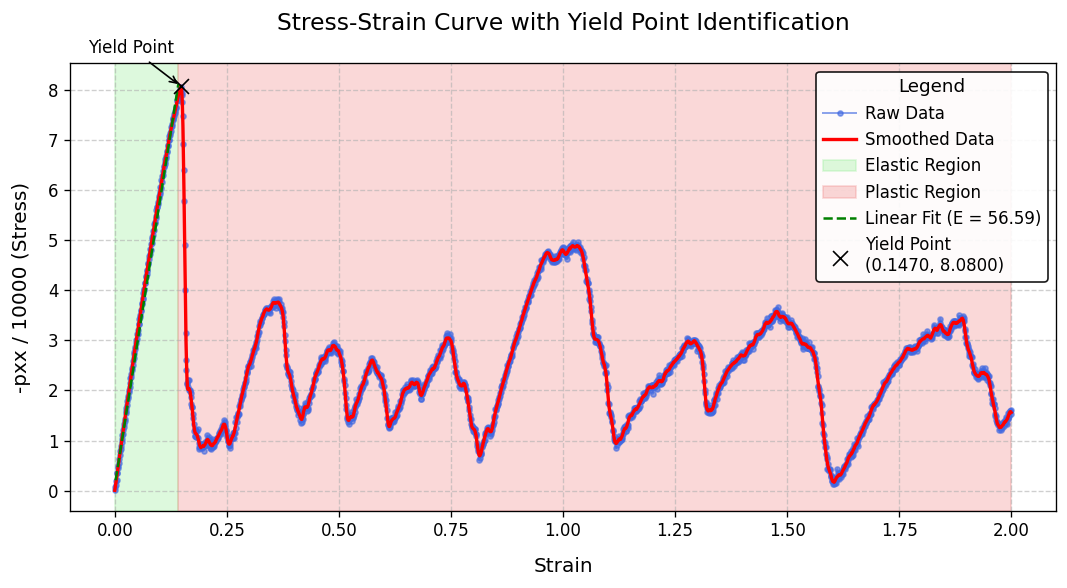 Stress-Strain Curve with Yield Point Identification
Yield Point
-pxx / 10000 (Stress)
8
7
6
5
4
3
2
1
0
Legend
Raw Data
Smoothed Data
Elastic Region
Plastic Region
Linear Fit (E = 56.59)
Yield Point
(0.1470, 8.0800)
0.00 0.25 0.50 0.75 1.00 1.25 1.50 1.75 2.00
Strain